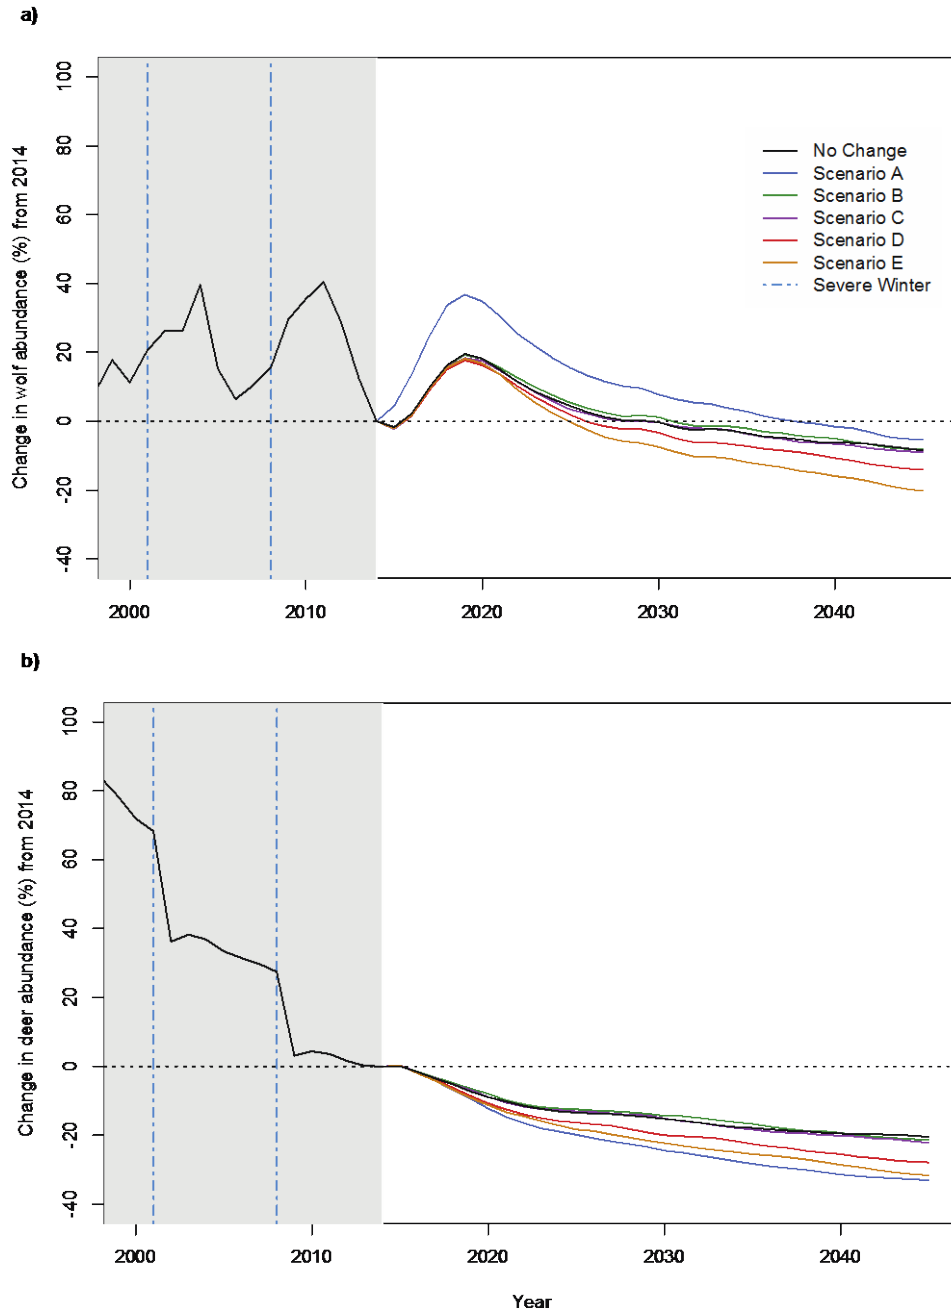 a)
Change in wolf abundance (%) from 2014
100
80
60
40
20
0
-20
-40
No Change
Scenario A
Scenario B
Scenario C
Scenario D
Scenario E
Severe Winter
2000 2010 2020 2030 2040
b)
Change in deer abundance (%) from 2014
100
80
60
40
20
0
-20
-40
2000 2010 2020 2030 2040
Year